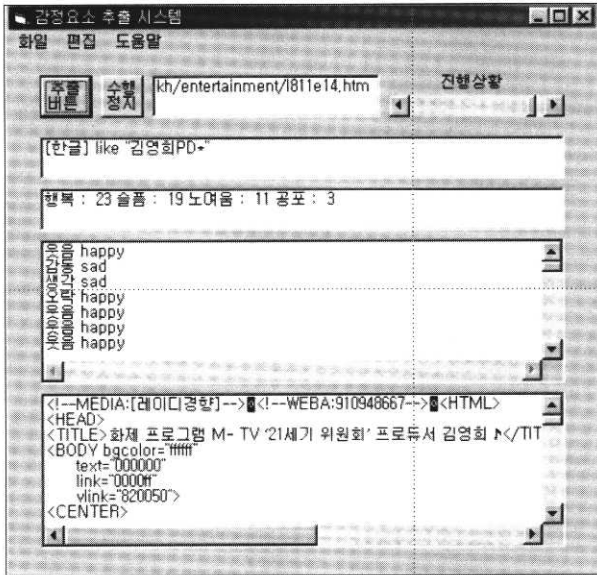 감정요소 추출 시스템
화일 편집 도움말
추출
버튼
수행
정지
kh/entertainment/l811e14.htm
진행상황
[한글] like "김영희PD*"
행복 : 23 슬픔 : 19 노여움 : 11 공포 : 3
웃음 happy
감동 sad
생각 sad
오락 happy
웃음 happy
웃음 happy
웃음 happy
<!--MEDIA:[레이디경향]--><!--WEBA:910948667--><HTML>
<HEAD>
<TITLE>화제 프로그램 M- TV '21세기 위원회' 프로듀서 김영희 ♪</TIT
<BODY bgcolor="ffffff"
text="000000"
link="0000ff"
vlink="820050">
<CENTER>